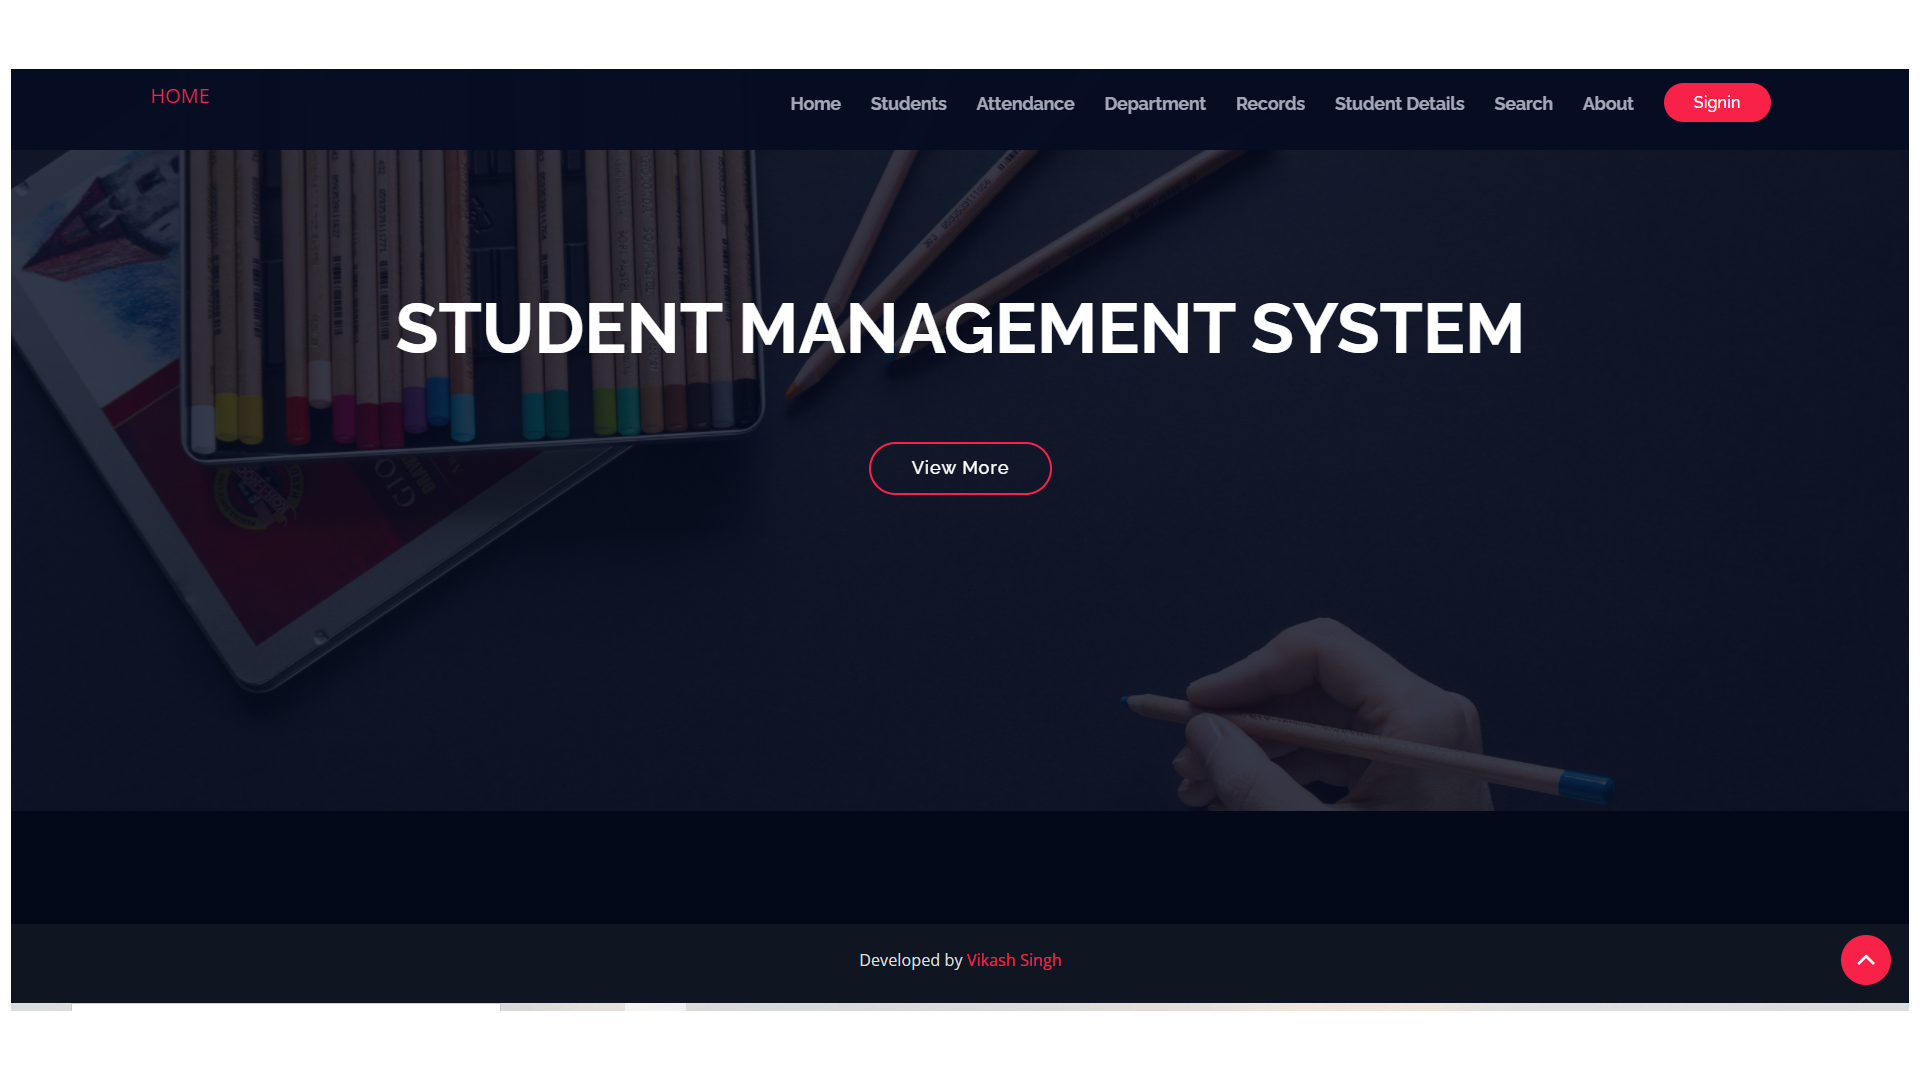 HOME
Home Students Attendance Department Records Student Details Search About Signin
STUDENT MANAGEMENT SYSTEM
View More
GIO
Developed by Vikash Singh